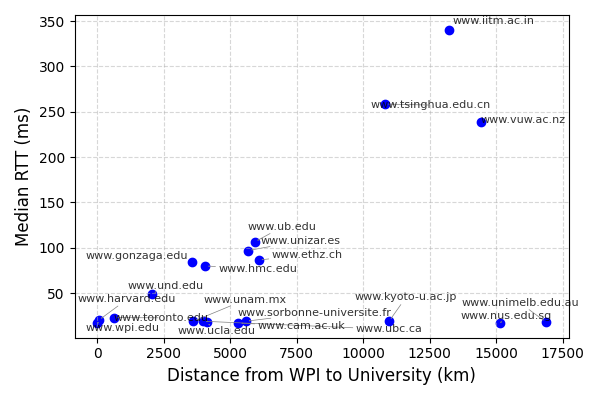 350
www.iitm.ac.in
300
250
www.tsinghua.edu.cn
www.vuw.ac.nz
200
150
www.ub.edu
www.unizar.es
100
www.gonzaga.edu
www.ethz.ch
www.hmc.edu
50
www.und.edu
www.harvard.edu
www.unam.mx
www.kyoto-u.ac.jp
www.unimelb.edu.au
www.toronto.edu
www.sorbonne-universite.fr
www.nus.edu.sg
www.wpi.edu
www.ucla.edu
www.cam.ac.uk
www.ubc.ca
0
2500
5000
7500
10000
12500
15000
17500
Distance from WPI to University (km)
Median RTT (ms)